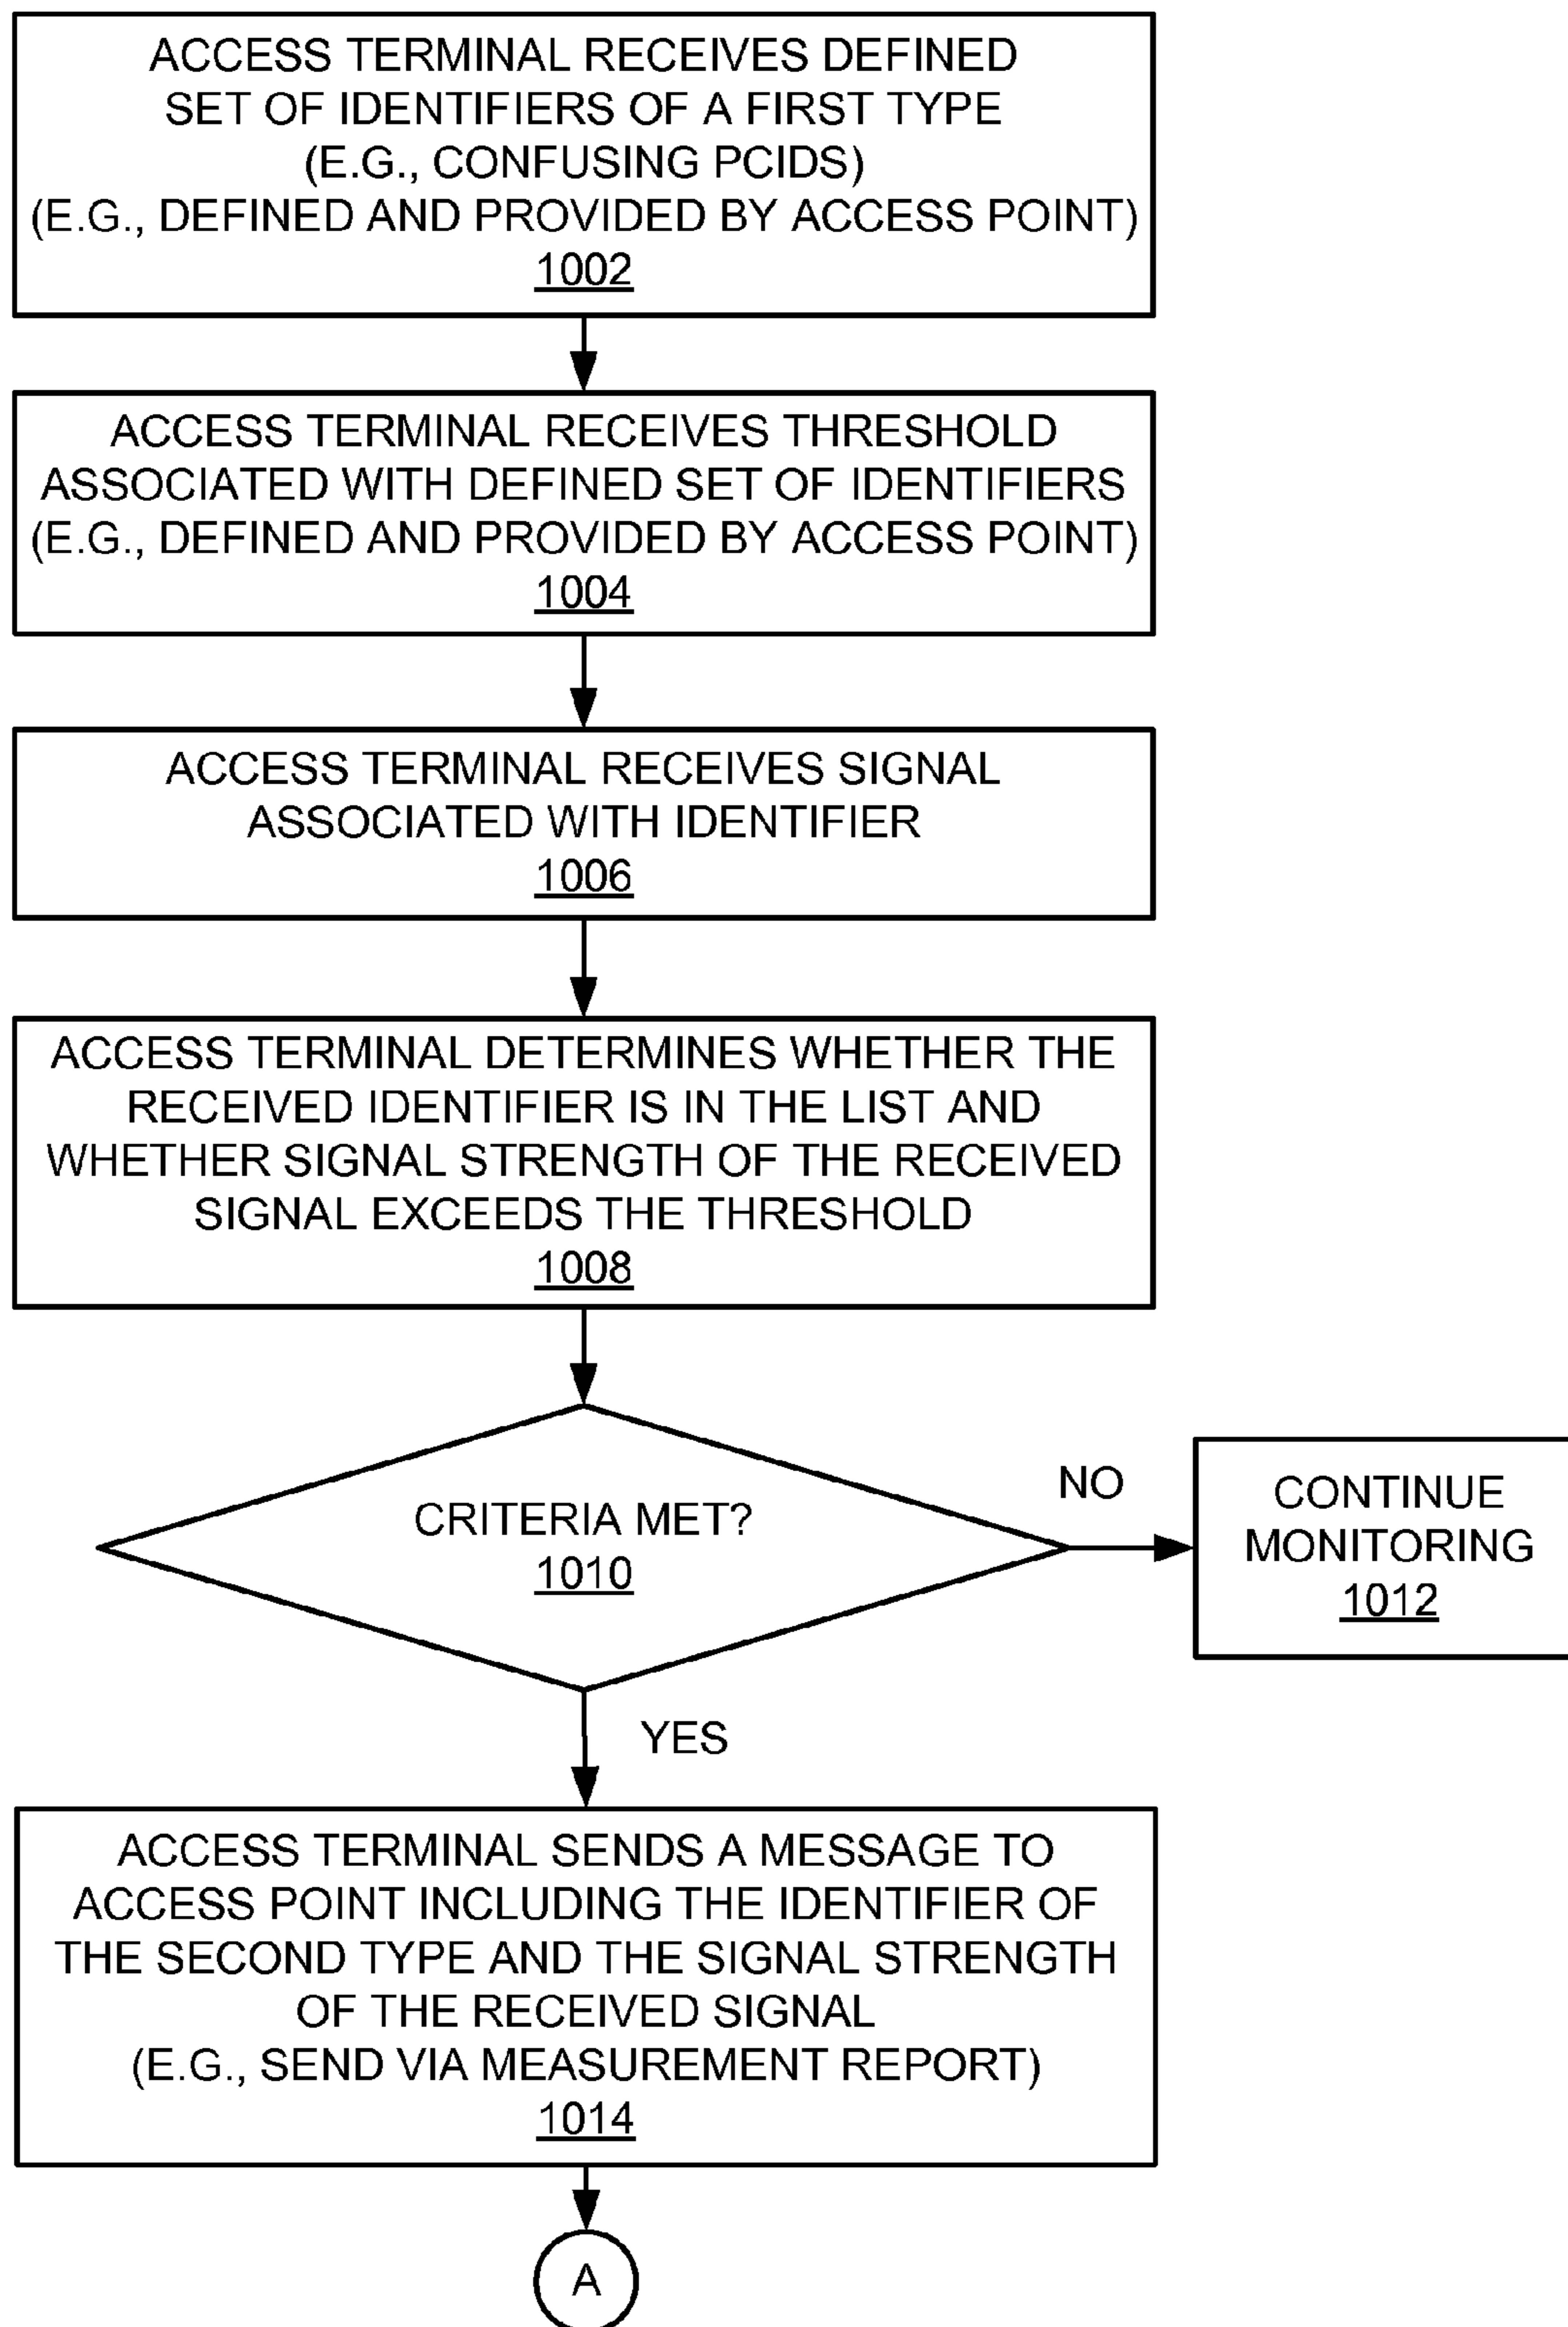 ACCESS TERMINAL RECEIVES DEFINED
SET OF IDENTIFIERS OF A FIRST TYPE
(E.G., CONFUSING PCIDS)
(E.G., DEFINED AND PROVIDED BY ACCESS POINT)
1002
ACCESS TERMINAL RECEIVES THRESHOLD
ASSOCIATED WITH DEFINED SET OF IDENTIFIERS
(E.G., DEFINED AND PROVIDED BY ACCESS POINT)
1004
ACCESS TERMINAL RECEIVES SIGNAL
ASSOCIATED WITH IDENTIFIER
1006
ACCESS TERMINAL DETERMINES WHETHER THE
RECEIVED IDENTIFIER IS IN THE LIST AND
WHETHER SIGNAL STRENGTH OF THE RECEIVED
SIGNAL EXCEEDS THE THRESHOLD
1008
CRITERIA MET?
1010
NO
CONTINUE
MONITORING
1012
YES
ACCESS TERMINAL SENDS A MESSAGE TO
ACCESS POINT INCLUDING THE IDENTIFIER OF
THE SECOND TYPE AND THE SIGNAL STRENGTH
OF THE RECEIVED SIGNAL
(E.G., SEND VIA MEASUREMENT REPORT)
1014
A